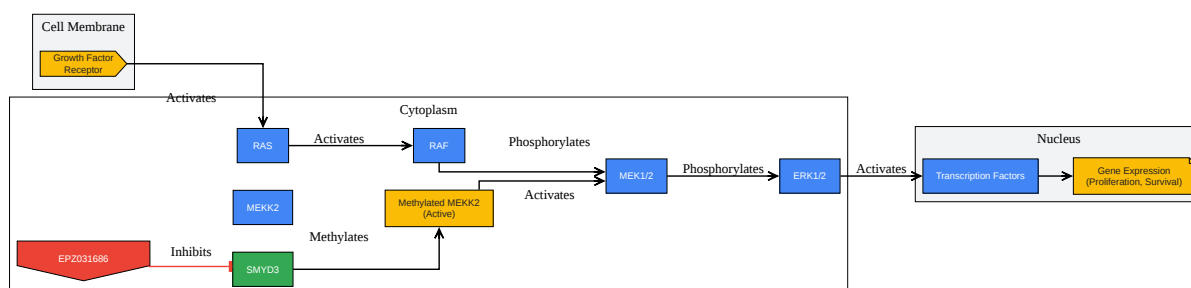 Cell Membrane
Growth Factor
Receptor
Activates
Cytoplasm
RAS
Activates
RAF
Phosphorylates
MEK1/2
Phosphorylates
ERK1/2
Activates
Nucleus
Transcription Factors
Gene Expression
(Proliferation, Survival)
MEKK2
Methylated MEKK2
(Active)
Activates
EPZ031686
Inhibits
SMYD3
Methylates